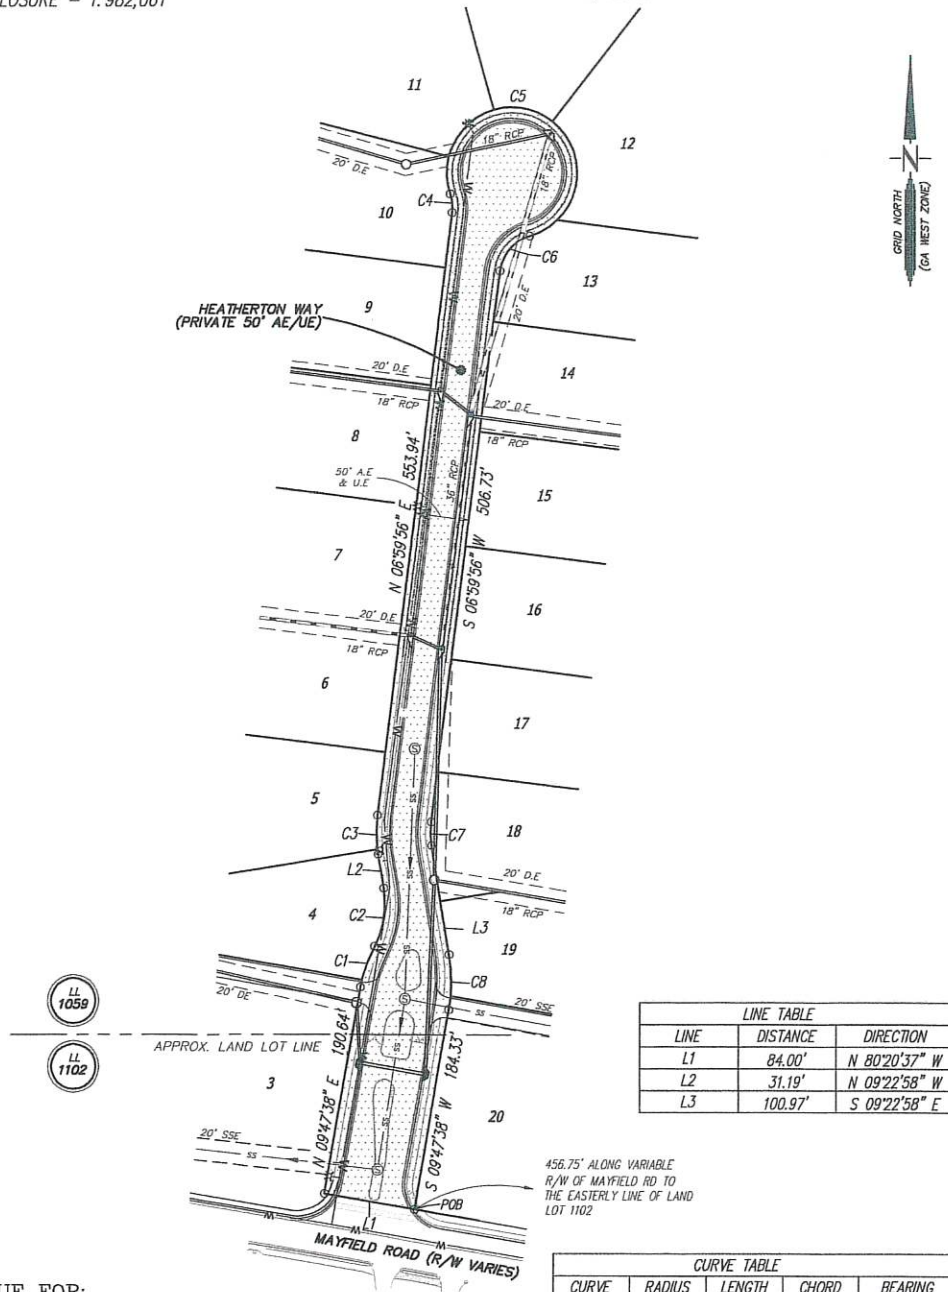 CLOSURE = 1: 982,061
11
C5
12
18" RCP
18" RCP
20' D.E
C4
10
C6
13
GRID NORTH
(GA WEST ZONE)
N
HEATHERTON WAY
(PRIVATE 50' AE/UE)
9
20' D.E
14
20' D.E
18" RCP
20' D.E
18" RCP
8
553.94'
36" RCP
506.73'
15
50' A.E
& U.E
N 06°59'56" E
S 06°59'56" W
7
16
20' D.E
18" RCP
6
17
S
SS
5
C3
C7
18
L2
20' D.E
18" RCP
4
C2
L3
19
C1
C8
20' DE
20' SSE
SS
LL
1059
190.64'
184.33'
APPROX. LAND LOT LINE
LL
1102
3
N 09°47'38" E
S 09°47'38" W
20
20' SSE
SS
POB
L1
MAYFIELD ROAD (R/W VARIES)
456.75' ALONG VARIABLE
R/W OF MAYFIELD RD TO
THE EASTERLY LINE OF LAND
LOT 1102
LINE TABLE
LINE DISTANCE DIRECTION
L1 84.00' N 80°20'37" W
L2 31.19' N 09°22'58" W
L3 100.97' S 09°22'58" E
CURVE TABLE
CURVE RADIUS LENGTH CHORD BEARING
UE FOR: